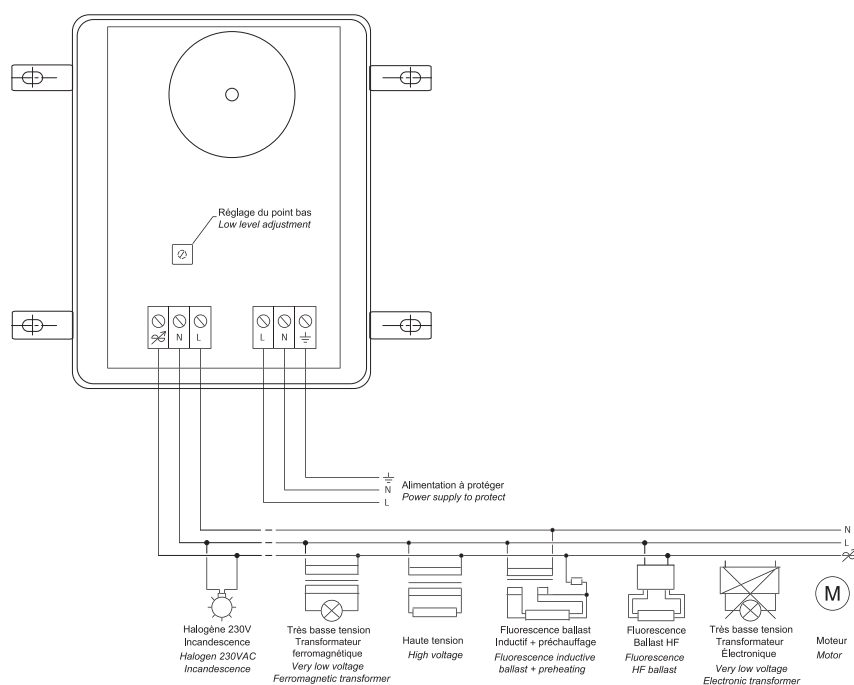 Réglage du point bas
Low level adjustment
N
L
L
N
Alimentation à protéger
N
Power supply to protect
L
N
L
M
Halogène 230V
Incandescence
Halogen 230VAC
Incandescence
Très basse tension
Transformateur
ferromagnétique
Very low voltage
Ferromagnetic transformer
Haute tension
High voltage
Fluorescence ballast
Inductif + préchauffage
Fluorescence inductive
ballast + preheating
Fluorescence
Ballast HF
Fluorescence
HF ballast
Très basse tension
Transformateur
Électronique
Very low voltage
Electronic transformer
Moteur
Motor